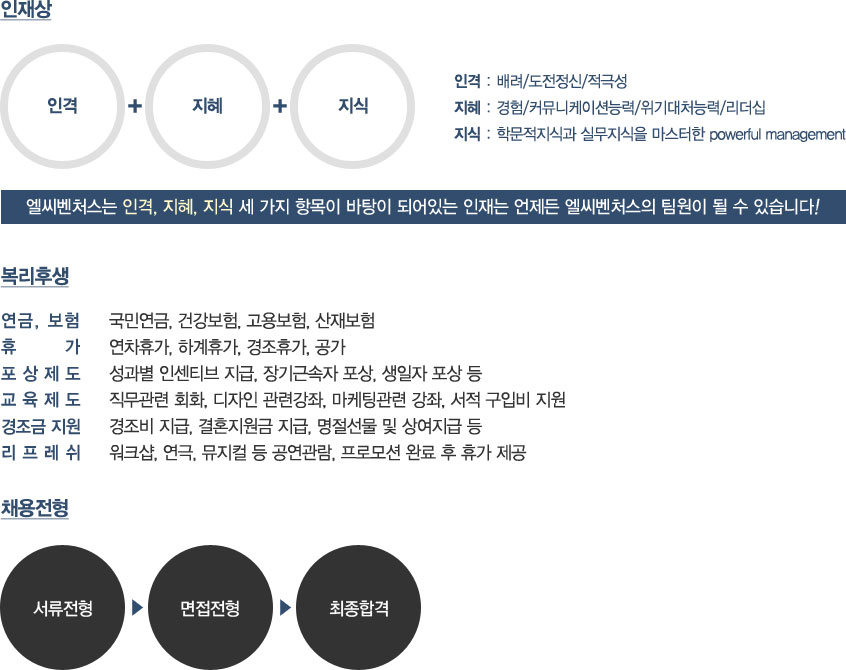 인재상
인격 + 지혜 + 지식
인격 : 배려/도전정신/적극성
지혜 : 경험/커뮤니케이션능력/위기대처능력/리더십
지식 : 학문적지식과 실무지식을 마스터한 powerful management
엘씨벤처스는 인격, 지혜, 지식 세 가지 항목이 바탕이 되어있는 인재는 언제든 엘씨벤처스의 팀원이 될 수 있습니다!
복리후생
연금, 보험 국민연금, 건강보험, 고용보험, 산재보험
휴 가 연차휴가, 하계휴가, 경조휴가, 공가
포 상 제 도 성과별 인센티브 지급, 장기근속자 포상, 생일자 포상 등
교 육 제 도 직무관련 회화, 디자인 관련강좌, 마케팅관련 강좌, 서적 구입비 지원
경조금 지원 경조비 지급, 결혼지원금 지급, 명절선물 및 상여지급 등
리 프 레 쉬 워크샵, 연극, 뮤지컬 등 공연관람, 프로모션 완료 후 휴가 제공
채용전형
서류전형 ▶ 면접전형 ▶ 최종합격